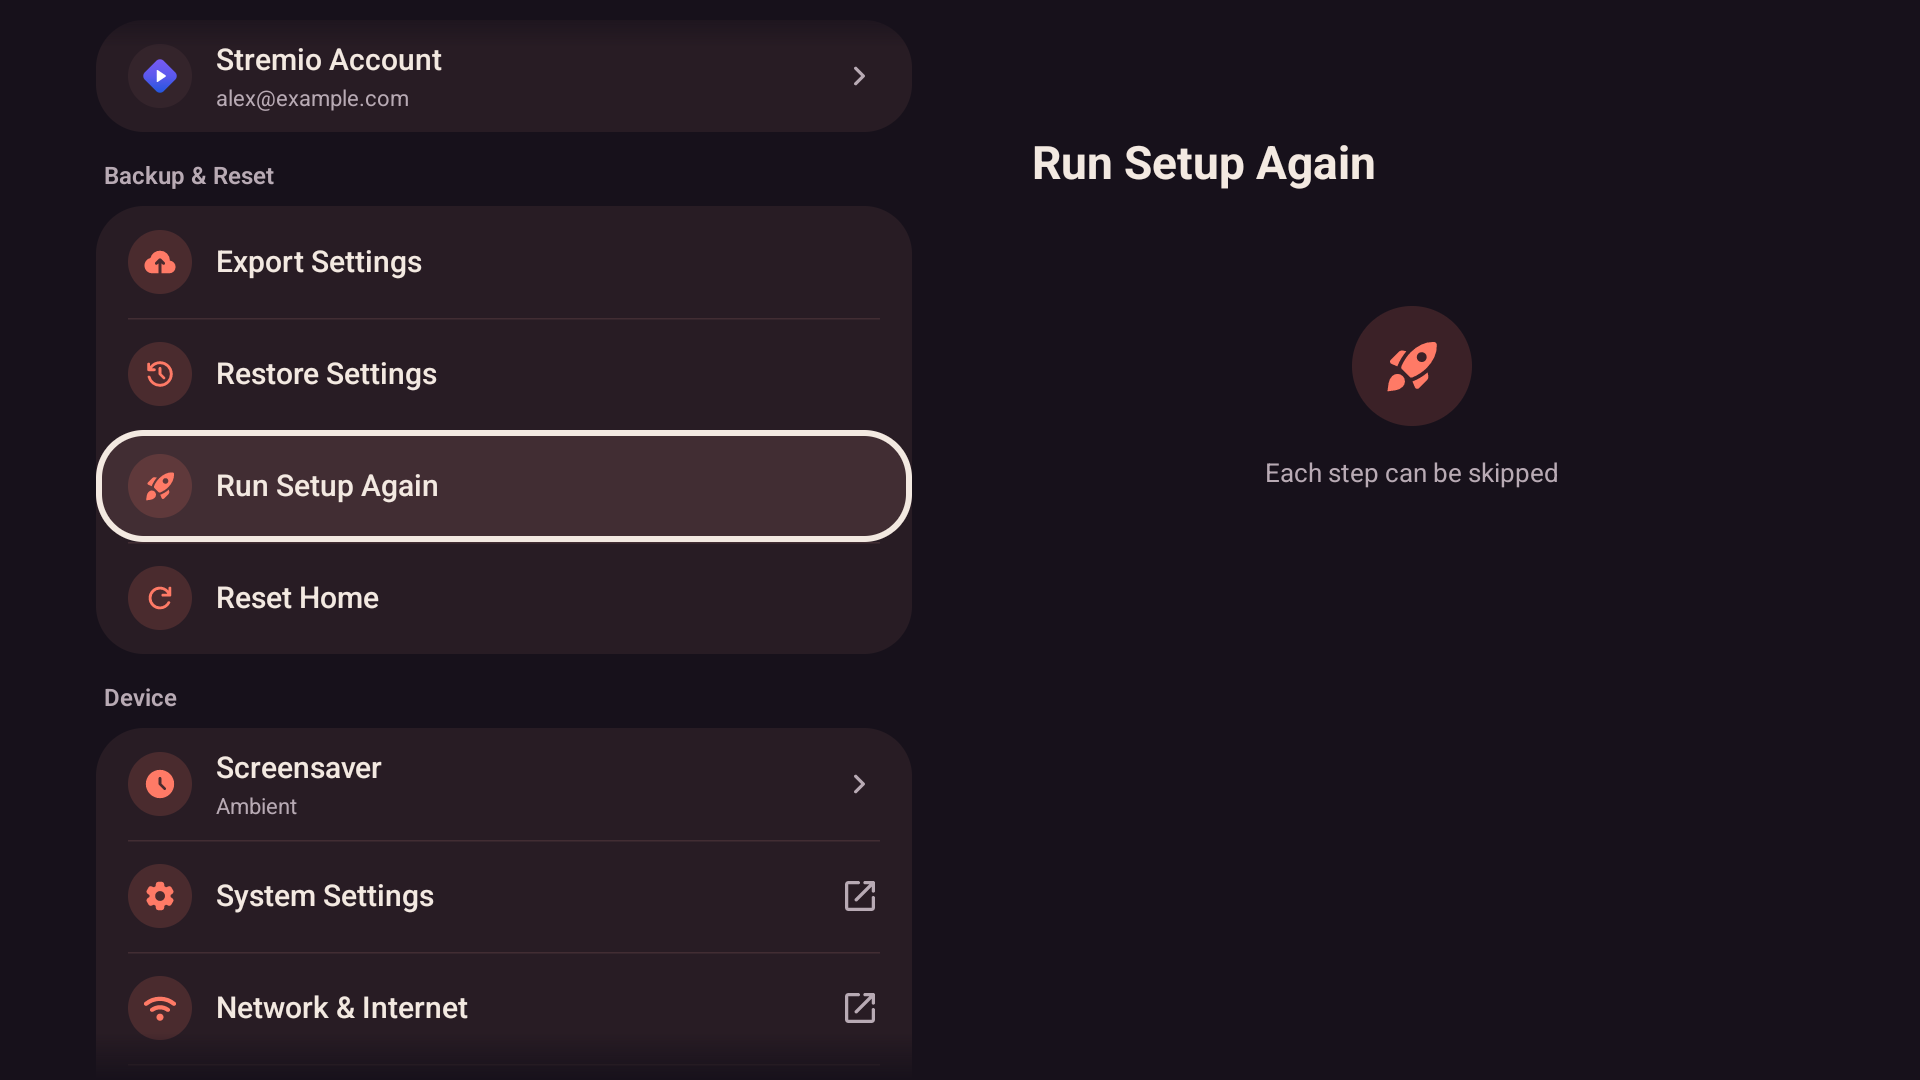 Stremio Account
alex@example.com
Backup & Reset
Export Settings
Restore Settings
Run Setup Again
Reset Home
Device
Screensaver
Ambient
System Settings
Network & Internet
Run Setup Again
Each step can be skipped